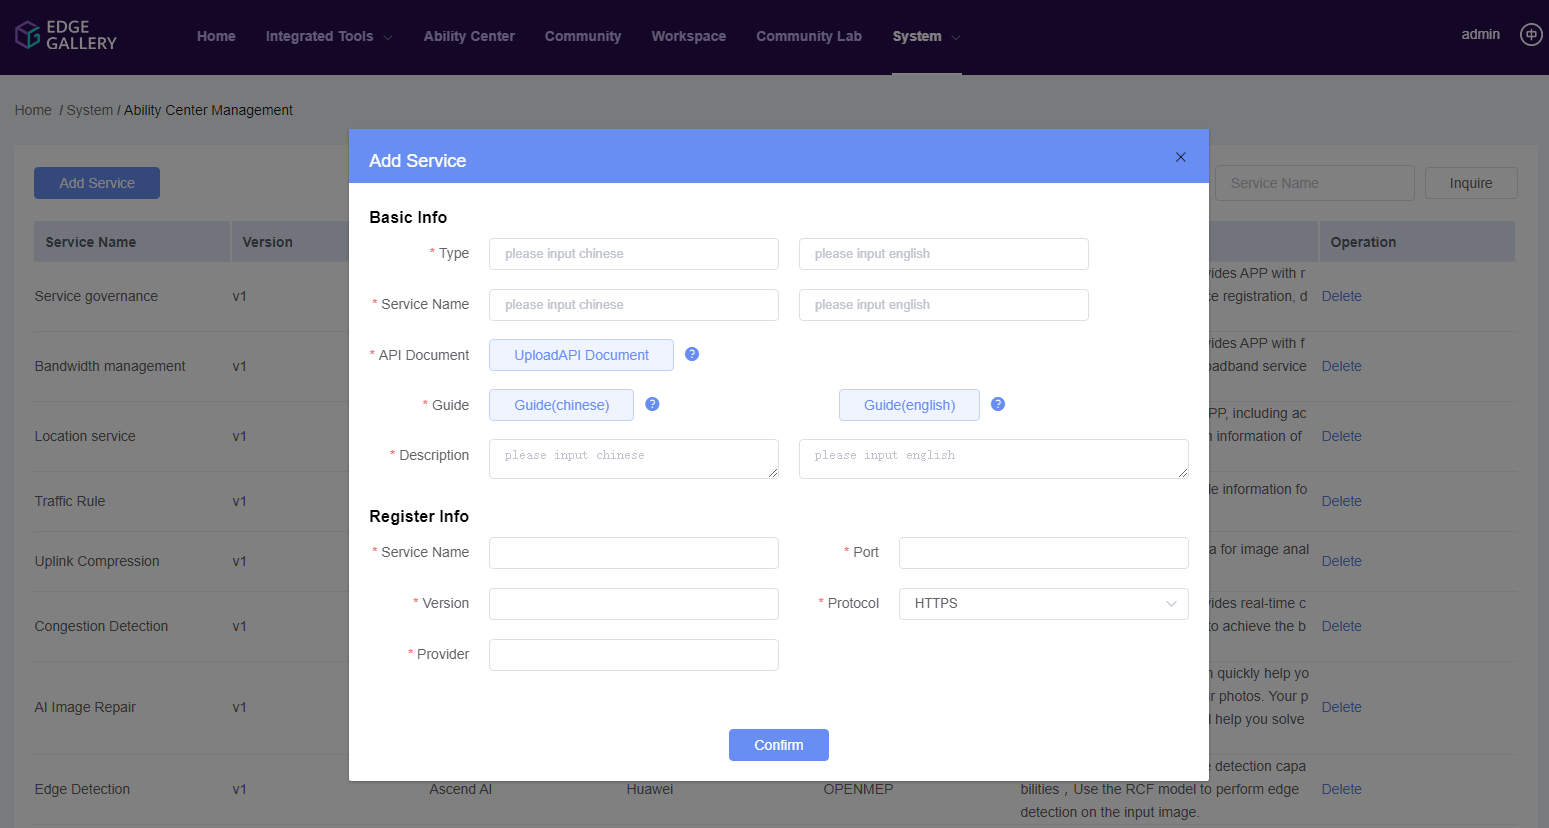 EDGE GALLERY
Home Integrated Tools Ability Center Community Workspace Community Lab System admin 中
Home / System / Ability Center Management
Add Service
Service Name Inquire
Service Name Version Operation
Service governance v1 Delete
Bandwidth management v1 Delete
Location service v1 Delete
Traffic Rule v1 Delete
Uplink Compression v1 Delete
Congestion Detection v1 Delete
AI Image Repair v1 Delete
Edge Detection v1 Ascend AI Huawei OPENMEP Delete
vides APP with r
e registration, d
vides APP with f
oadband service
PP, including ac
n information of
le information fo
a for image anal
vides real-time c
to achieve the b
n quickly help yo
r photos. Your p
l help you solve
e detection capa
bilities，Use the RCF model to perform edge
detection on the input image.
Add Service
Basic Info
* Type please input chinese please input english
* Service Name please input chinese please input english
* API Document UploadAPI Document ?
* Guide Guide(chinese) ? Guide(english) ?
* Description please input chinese please input english
Register Info
* Service Name * Port
* Version * Protocol HTTPS
* Provider
Confirm